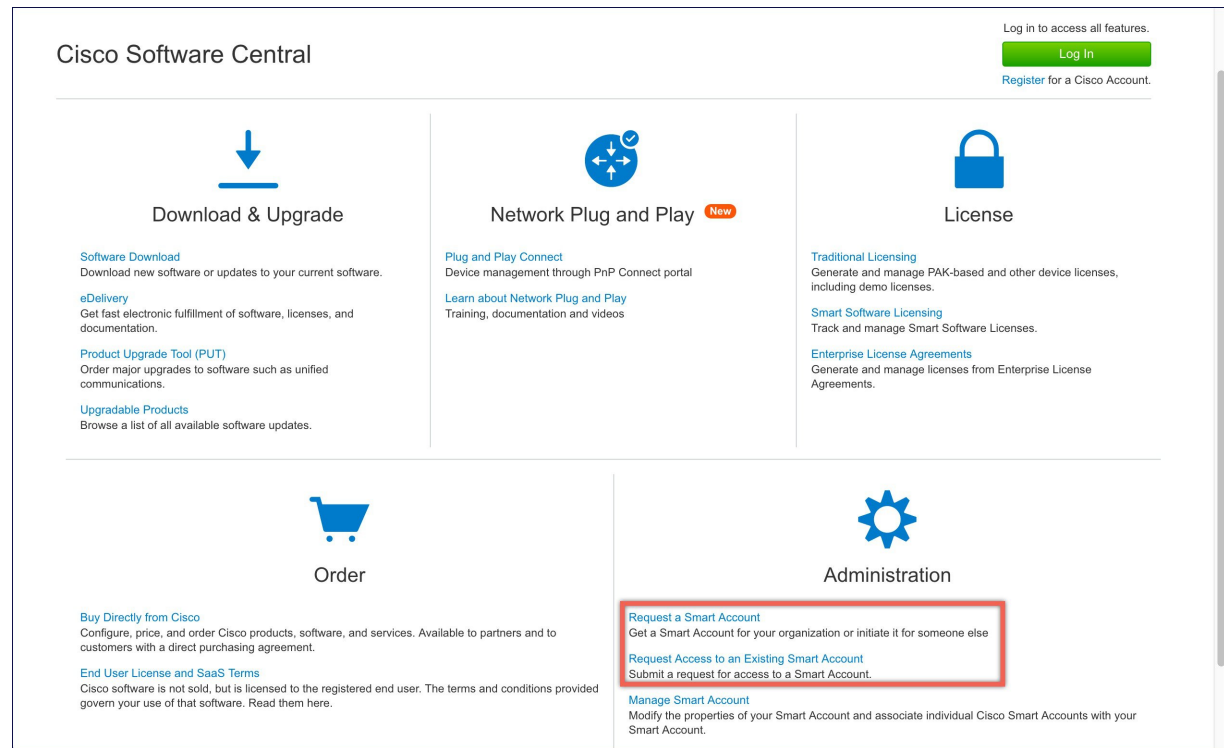 Log in to access all features.
Cisco Software Central
Log In
Register for a Cisco Account.
Download & Upgrade
Software Download
Download new software or updates to your current software.
eDelivery
Get fast electronic fulfillment of software, licenses, and
documentation.
Product Upgrade Tool (PUT)
Order major upgrades to software such as unified
communications.
Upgradable Products
Browse a list of all available software updates.
Network Plug and Play New
Plug and Play Connect
Device management through PnP Connect portal
Learn about Network Plug and Play
Training, documentation and videos
License
Traditional Licensing
Generate and manage PAK-based and other device licenses,
including demo licenses.
Smart Software Licensing
Track and manage Smart Software Licenses.
Enterprise License Agreements
Generate and manage licenses from Enterprise License
Agreements.
Order
Buy Directly from Cisco
Configure, price, and order Cisco products, software, and services. Available to partners and to
customers with a direct purchasing agreement.
End User License and SaaS Terms
Cisco software is not sold, but is licensed to the registered end user. The terms and conditions provided
govern your use of that software. Read them here.
Administration
Request a Smart Account
Get a Smart Account for your organization or initiate it for someone else
Request Access to an Existing Smart Account
Submit a request for access to a Smart Account.
Manage Smart Account
Modify the properties of your Smart Account and associate individual Cisco Smart Accounts with your
Smart Account.